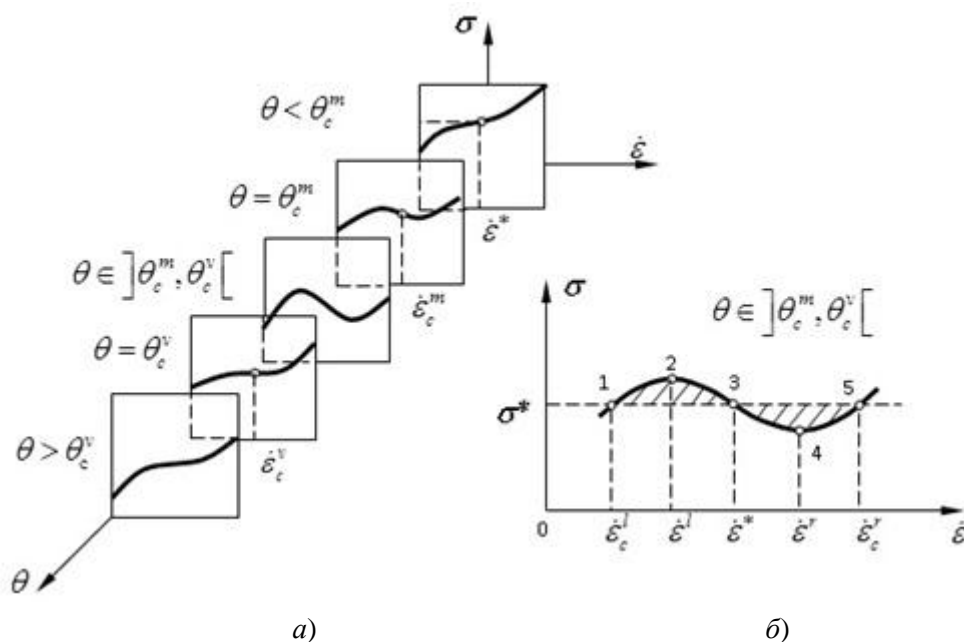 σ
θ < θ_c^m
ε̇
θ = θ_c^m
ε̇*
θ ∈ ]θ_c^m, θ_c^v[
ε̇_c^m
θ = θ_c^v
ε̇_c^v
θ > θ_c^v
θ
σ
θ ∈ ]θ_c^m, θ_c^v[
1 2 3 5
σ*
4
0 ε̇_c^l ε̇^l ε̇* ε̇^r ε̇_c^r ε̇
а) б)